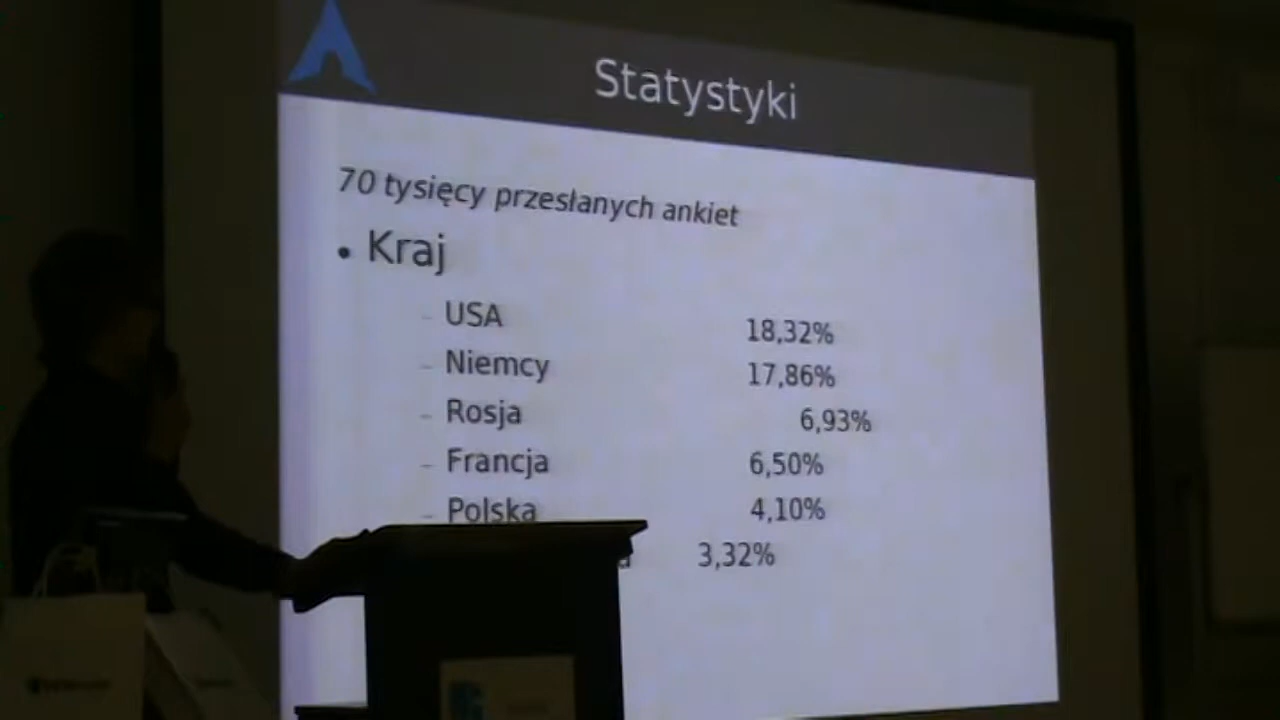 Statystyki
70 tysięcy przesłanych ankiet
• Kraj
– USA 18,32%
– Niemcy 17,86%
– Rosja 6,93%
– Francja 6,50%
– Polska 4,10%
3,32%